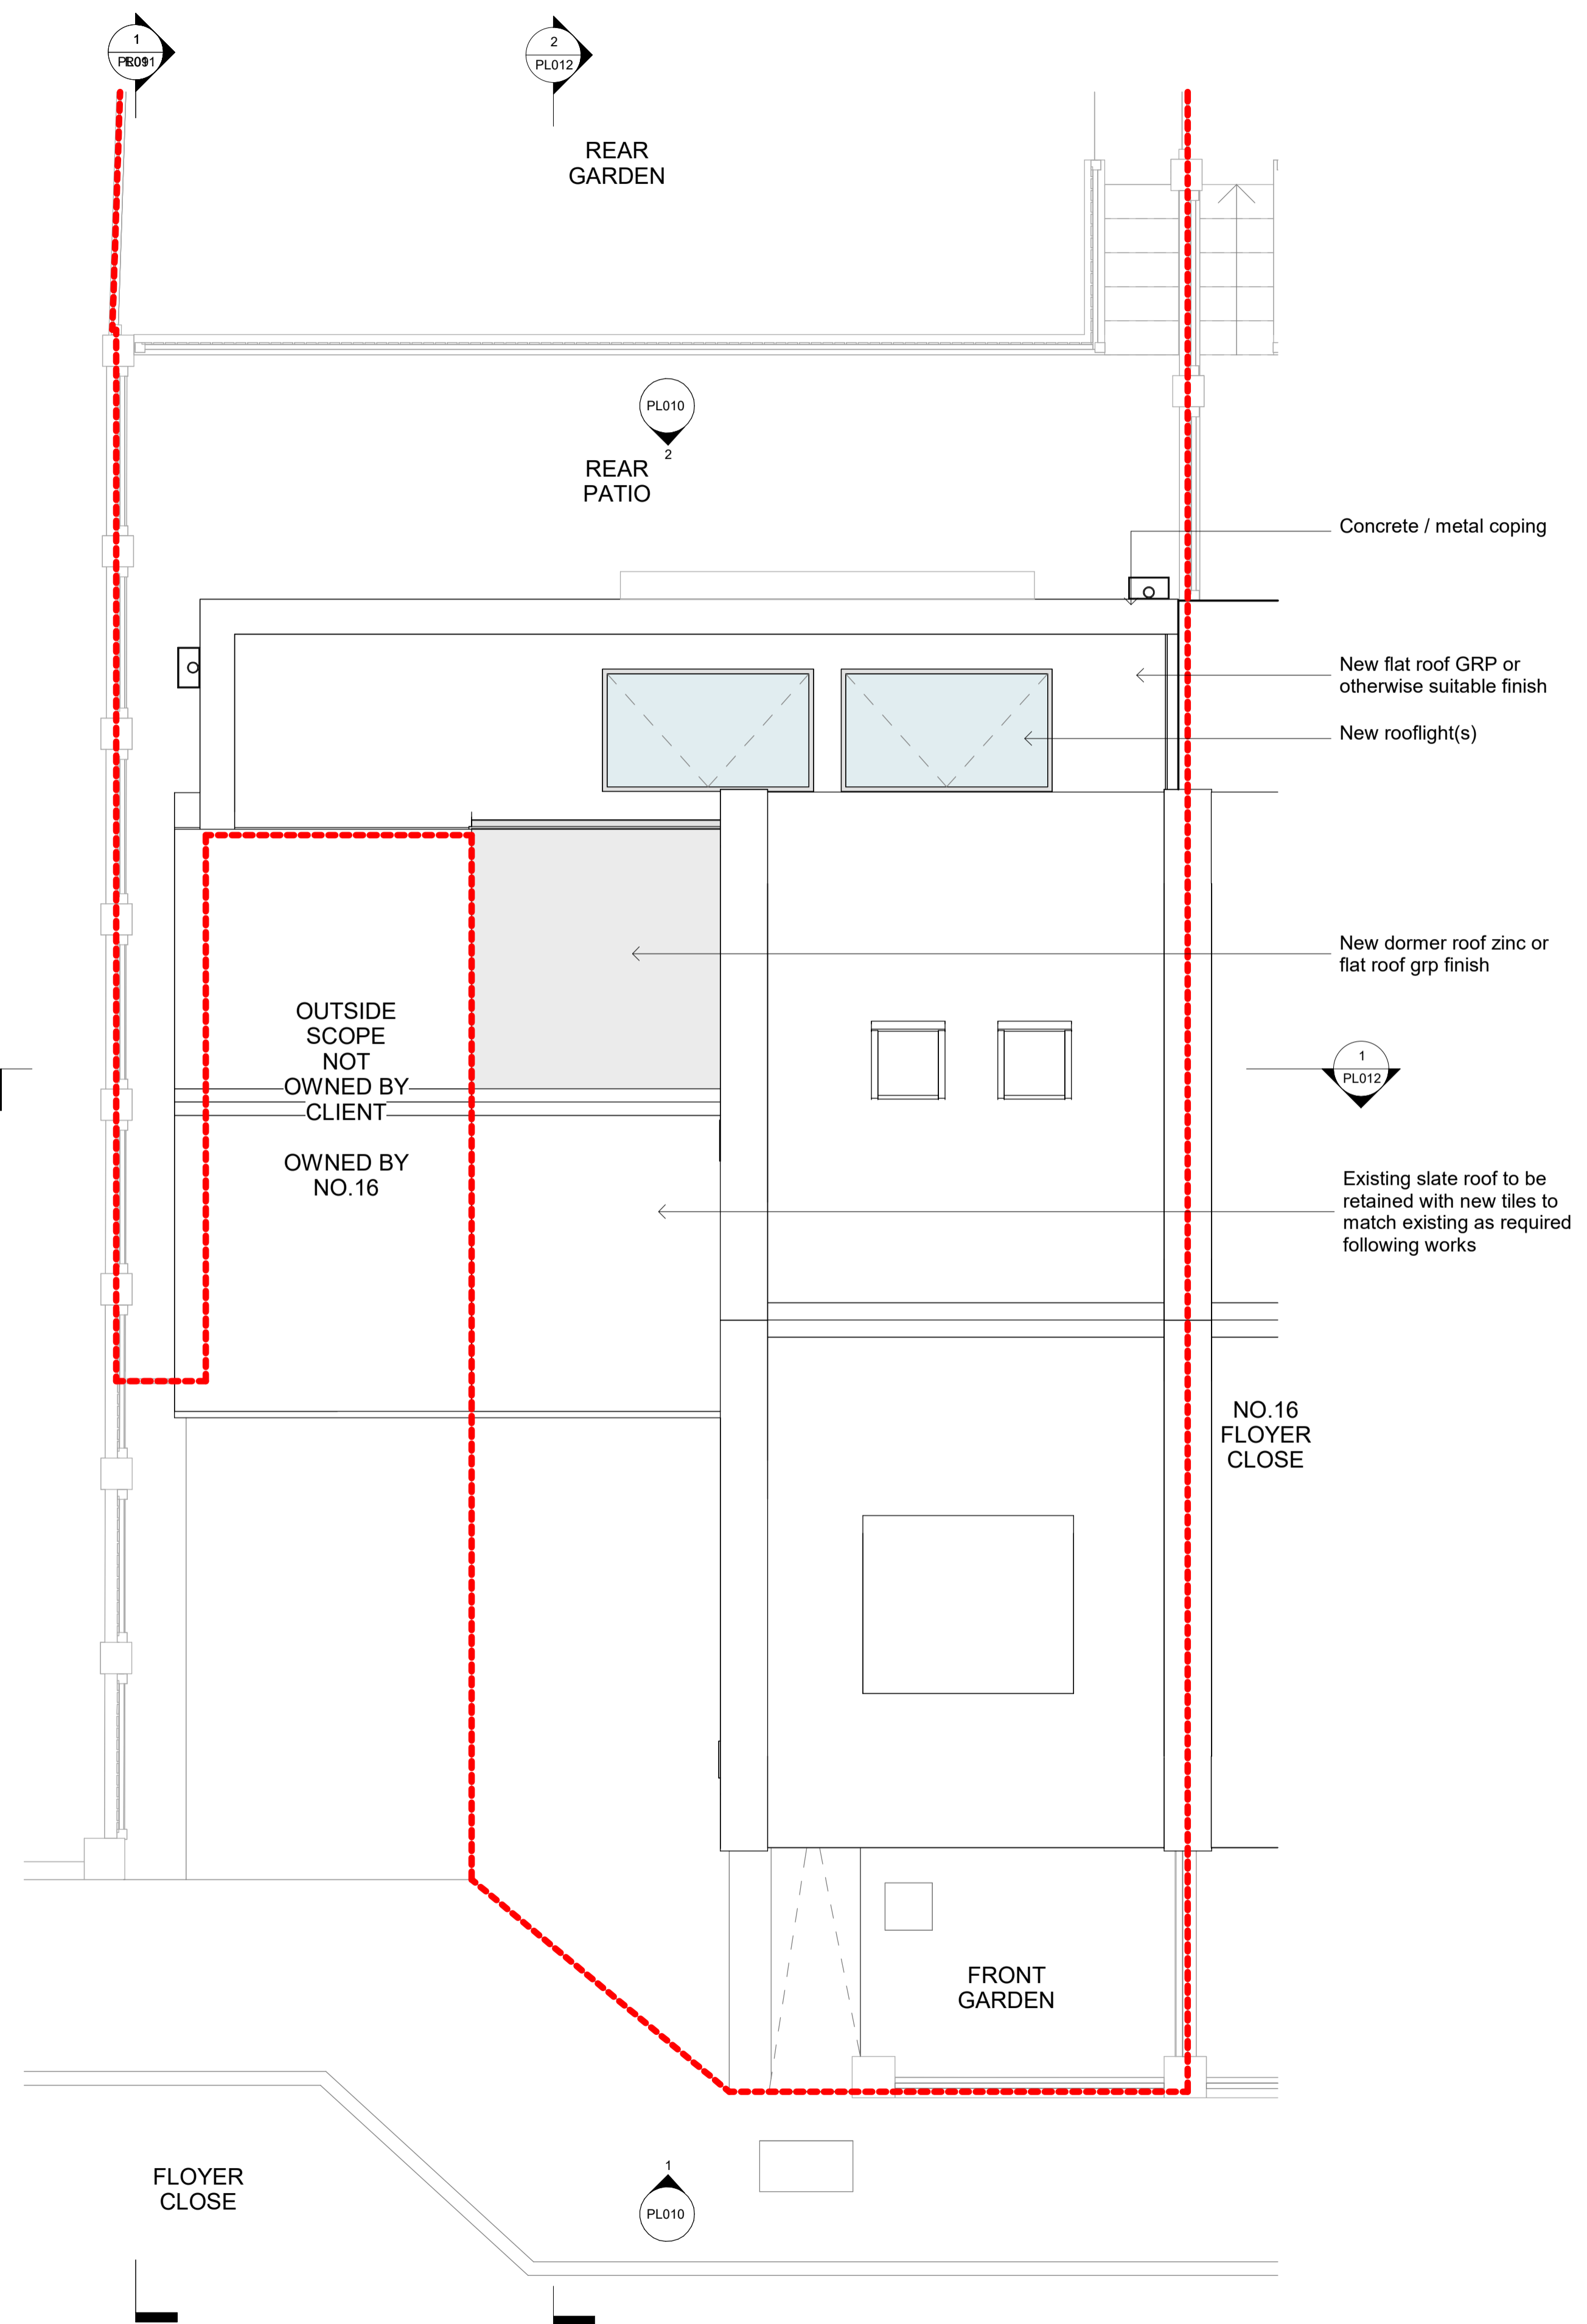 1
2
PL012
REAR
GARDEN
PL010
2
REAR
PATIO
Concrete / metal coping
New flat roof GRP or
otherwise suitable finish
New rooflight(s)
New dormer roof zinc or
flat roof grp finish
OUTSIDE
SCOPE
NOT
OWNED BY
CLIENT
OWNED BY
NO.16
1
PL012
Existing slate roof to be
retained with new tiles to
match existing as required
following works
NO.16
FLOYER
CLOSE
FRONT
GARDEN
FLOYER
CLOSE
1
PL010